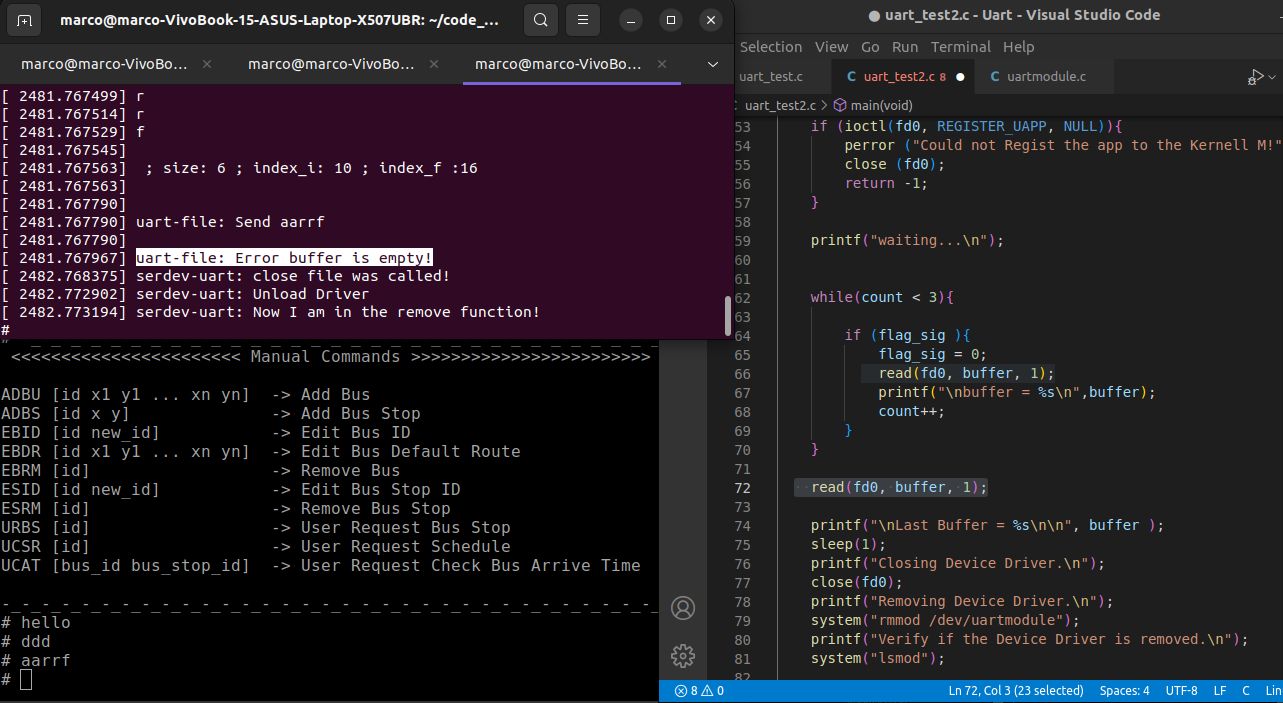 marco@marco-VivoBook-15-ASUS-Laptop-X507UBR: ~/code_...
marco@marco-VivoBo... × marco@marco-VivoBo... × marco@marco-VivoBo... ×
[ 2481.767499] r
[ 2481.767514] r
[ 2481.767529] f
[ 2481.767545]
[ 2481.767563]  ; size: 6 ; index_i: 10 ; index_f :16
[ 2481.767563]
[ 2481.767790]
[ 2481.767790] uart-file: Send aarrf
[ 2481.767790]
[ 2481.767967] uart-file: Error buffer is empty!
[ 2482.768375] serdev-uart: close file was called!
[ 2482.772902] serdev-uart: Unload Driver
[ 2482.773194] serdev-uart: Now I am in the remove function!
#
<<<<<<<<<<<<<<<<<<<<<<< Manual Commands >>>>>>>>>>>>>>>>>>>>>>>>
ADBU [id x1 y1 ... xn yn]  -> Add Bus
ADBS [id x y]              -> Add Bus Stop
EBID [id new_id]           -> Edit Bus ID
EBDR [id x1 y1 ... xn yn]  -> Edit Bus Default Route
EBRM [id]                  -> Remove Bus
ESID [id new_id]           -> Edit Bus Stop ID
ESRM [id]                  -> Remove Bus Stop
URBS [id]                  -> User Request Bus Stop
UCSR [id]                  -> User Request Schedule
UCAT [bus_id bus_stop_id]  -> User Request Check Bus Arrive Time
-_-_-_-_-_-_-_-_-_-_-_-_-_-_-_-_-_-_-_-_-_-_-_-_-_-_-_-_-_-_-_-_-_
# hello
# ddd
# aarrf
#
● uart_test2.c - Uart - Visual Studio Code
Selection View Go Run Terminal Help
uart_test.c C uart_test2.c 8 ● C uartmodule.c
uart_test2.c > main(void)
53 if (ioctl(fd0, REGISTER_UAPP, NULL)){
54 perror ("Could not Regist the app to the Kernell M!"
55 close (fd0);
56 return -1;
57 }
58
59 printf("waiting...\n");
60
61
62 while(count < 3){
63
64 if (flag_sig ){
65 flag_sig = 0;
66 read(fd0, buffer, 1);
67 printf("\nbuffer = %s\n",buffer);
68 count++;
69 }
70 }
71
72 read(fd0, buffer, 1);
73
74 printf("\nLast Buffer = %s\n\n", buffer );
75 sleep(1);
76 printf("Closing Device Driver.\n");
77 close(fd0);
78 printf("Removing Device Driver.\n");
79 system("rmmod /dev/uartmodule");
80 printf("Verify if the Device Driver is removed.\n");
81 system("lsmod");
82
8 0 Ln 72, Col 3 (23 selected) Spaces: 4 UTF-8 LF C Lin